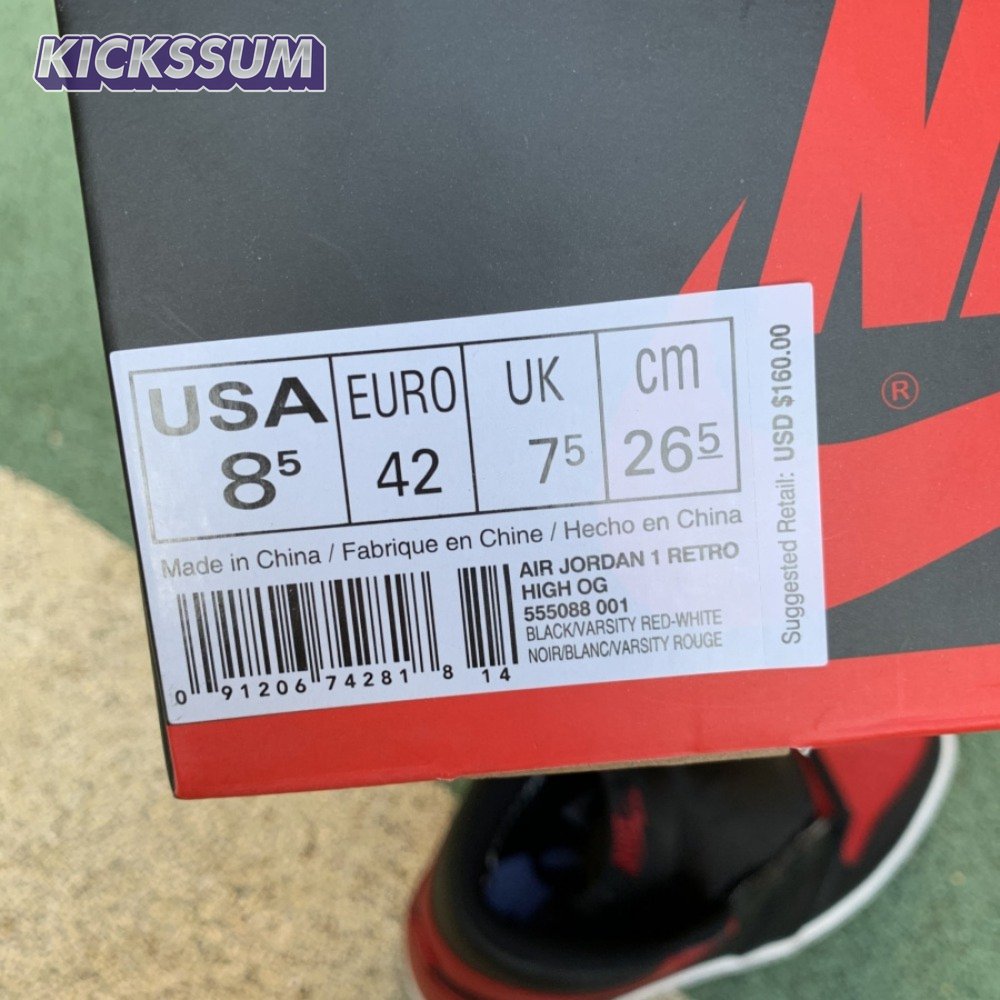 KICKSSUM
®
USA EURO UK cm
8⁵ 42 7⁵ 26⁵
Made in China / Fabrique en Chine / Hecho en China
AIR JORDAN 1 RETRO
HIGH OG
555088 001
BLACK/VARSITY RED-WHITE
NOIR/BLANC/VARSITY ROUGE
0 91206 74281 8 14
Suggested Retail: USD $160.00
NIKE